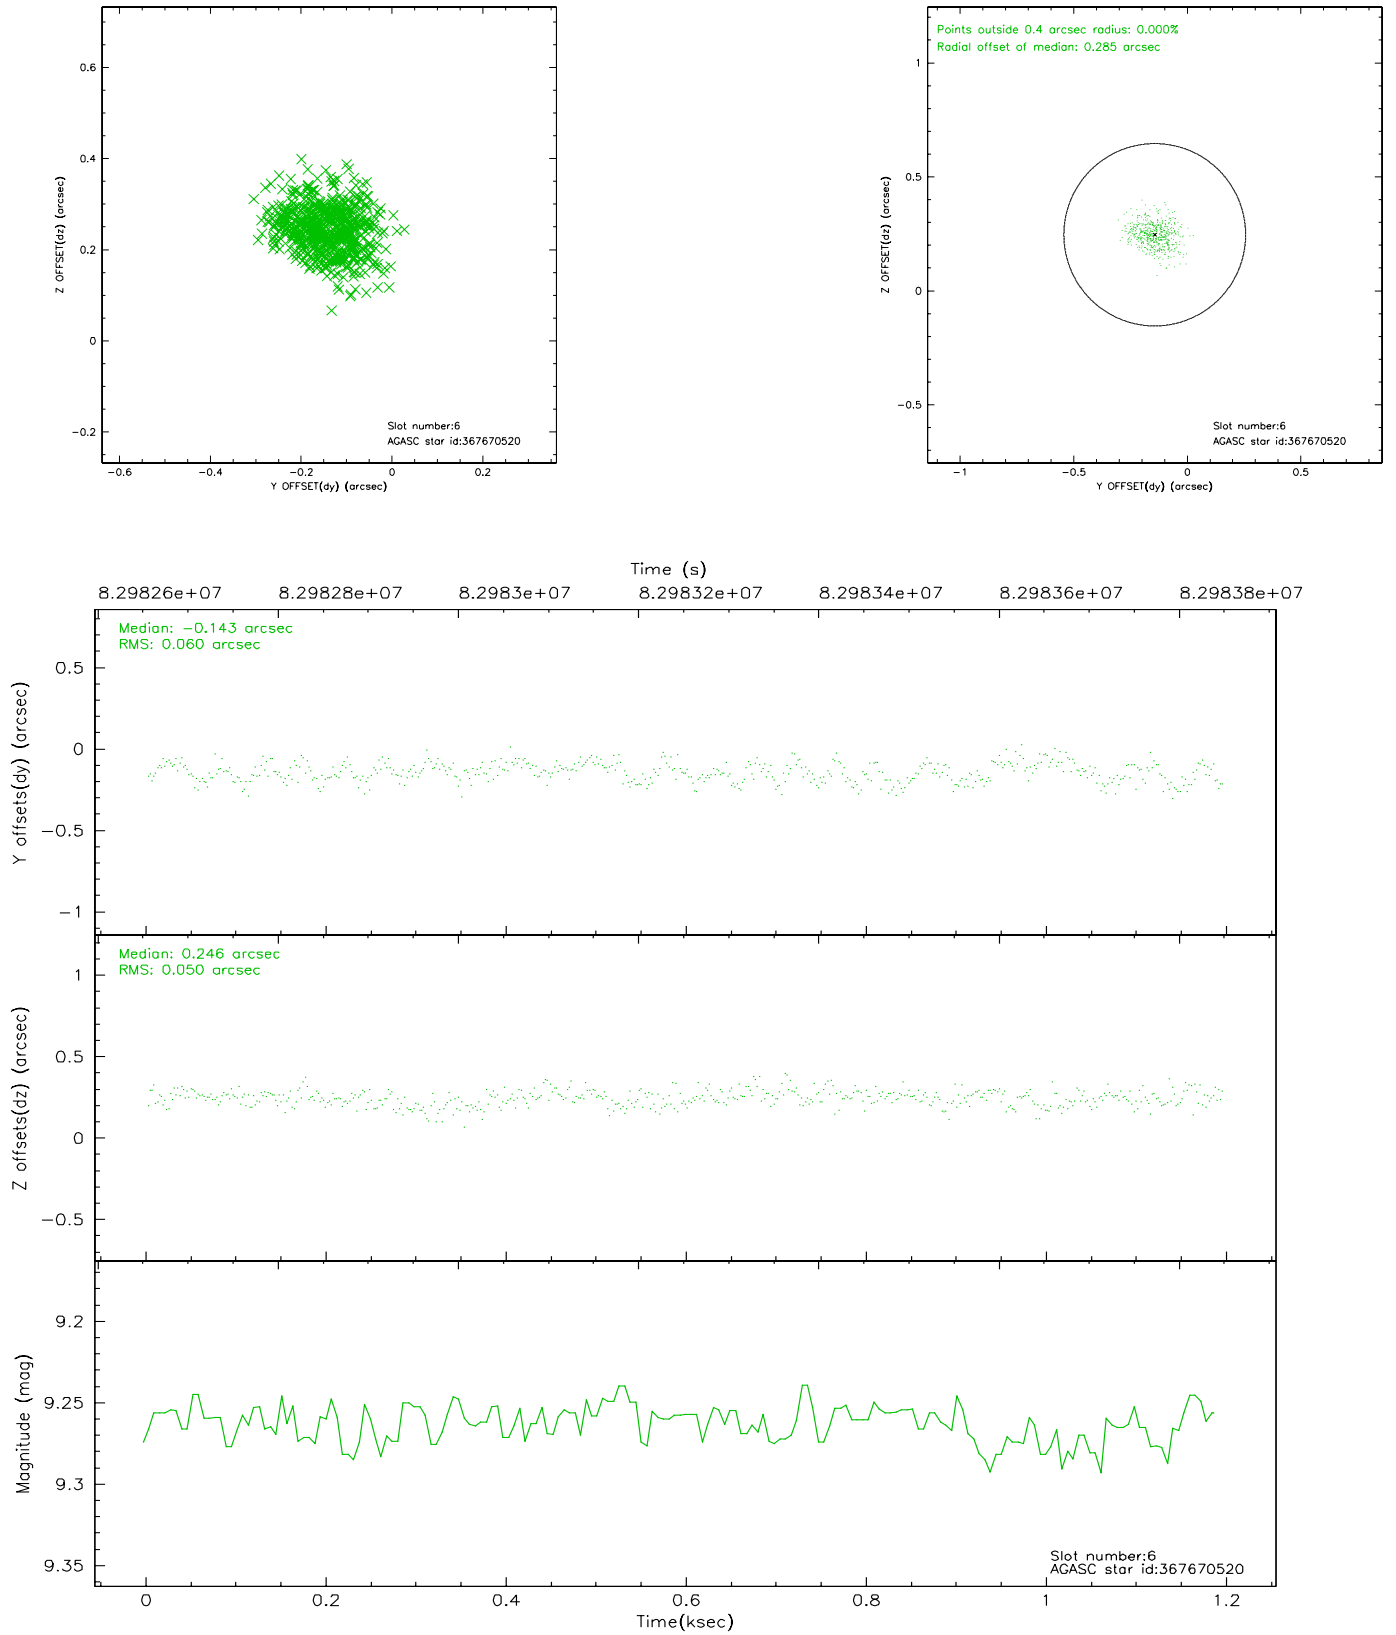 0.6
0.4
0.2
0
−0.2
Z OFFSET(dz) (arcsec)
−0.6
−0.4
−0.2
0
0.2
Y OFFSET(dy) (arcsec)
Slot number:6
AGASC star id:367670520
Points outside 0.4 arcsec radius: 0.000%
Radial offset of median: 0.285 arcsec
1
0.5
0
−0.5
Z OFFSET(dz) (arcsec)
−1
−0.5
0
0.5
Y OFFSET(dy) (arcsec)
Slot number:6
AGASC star id:367670520
Time (s)
8.29826e+07
8.29828e+07
8.2983e+07
8.29832e+07
8.29834e+07
8.29836e+07
8.29838e+07
Median: −0.143 arcsec
RMS: 0.060 arcsec
0.5
0
−0.5
−1
Y offsets(dy) (arcsec)
Median: 0.246 arcsec
RMS: 0.050 arcsec
1
0.5
0
−0.5
Z offsets(dz) (arcsec)
9.2
9.25
9.3
9.35
Magnitude (mag)
Slot number:6
AGASC star id:367670520
0
0.2
0.4
0.6
0.8
1
1.2
Time(ksec)